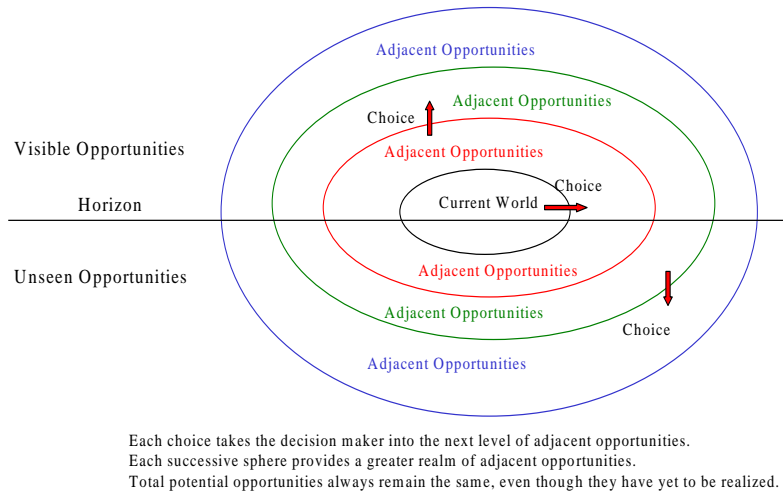 Adjacent Opportunities
Adjacent Opportunities
Choice
Visible Opportunities
Adjacent Opportunities
Choice
Current World
Horizon
Unseen Opportunities
Adjacent Opportunities
Adjacent Opportunities
Choice
Adjacent Opportunities
Each choice takes the decision maker into the next level of adjacent opportunities.
Each successive sphere provides a greater realm of adjacent opportunities.
Total potential opportunities always remain the same, even though they have yet to be realized.